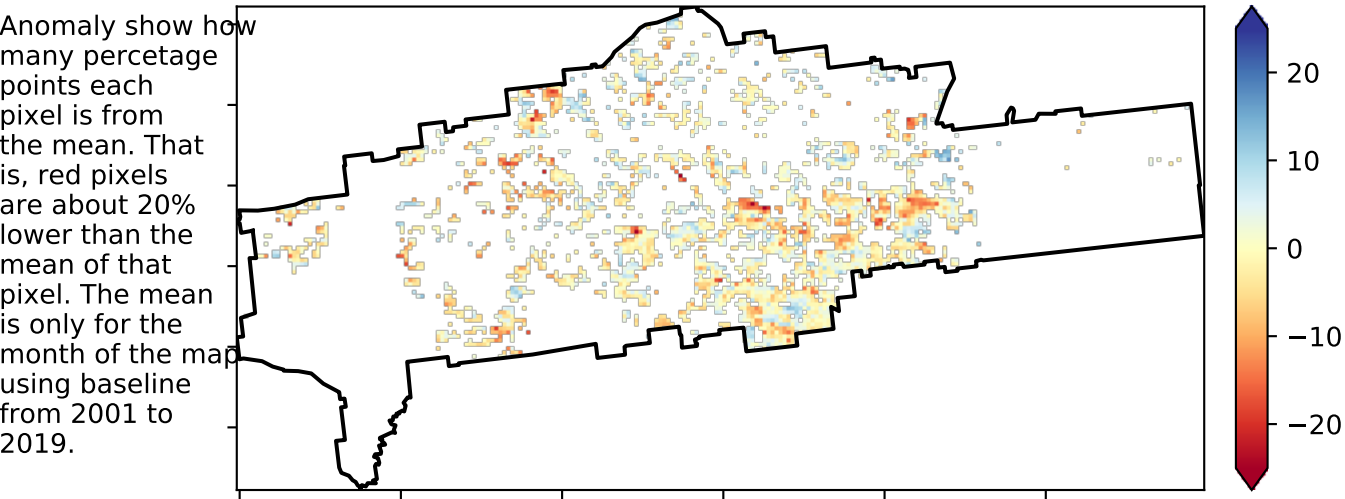 Anomaly show how
many percetage
points each
pixel is from
the mean. That
is, red pixels
are about 20%
lower than the
mean of that
pixel. The mean
is only for the
month of the map
using baseline
from 2001 to
2019.
20
10
0
−10
−20